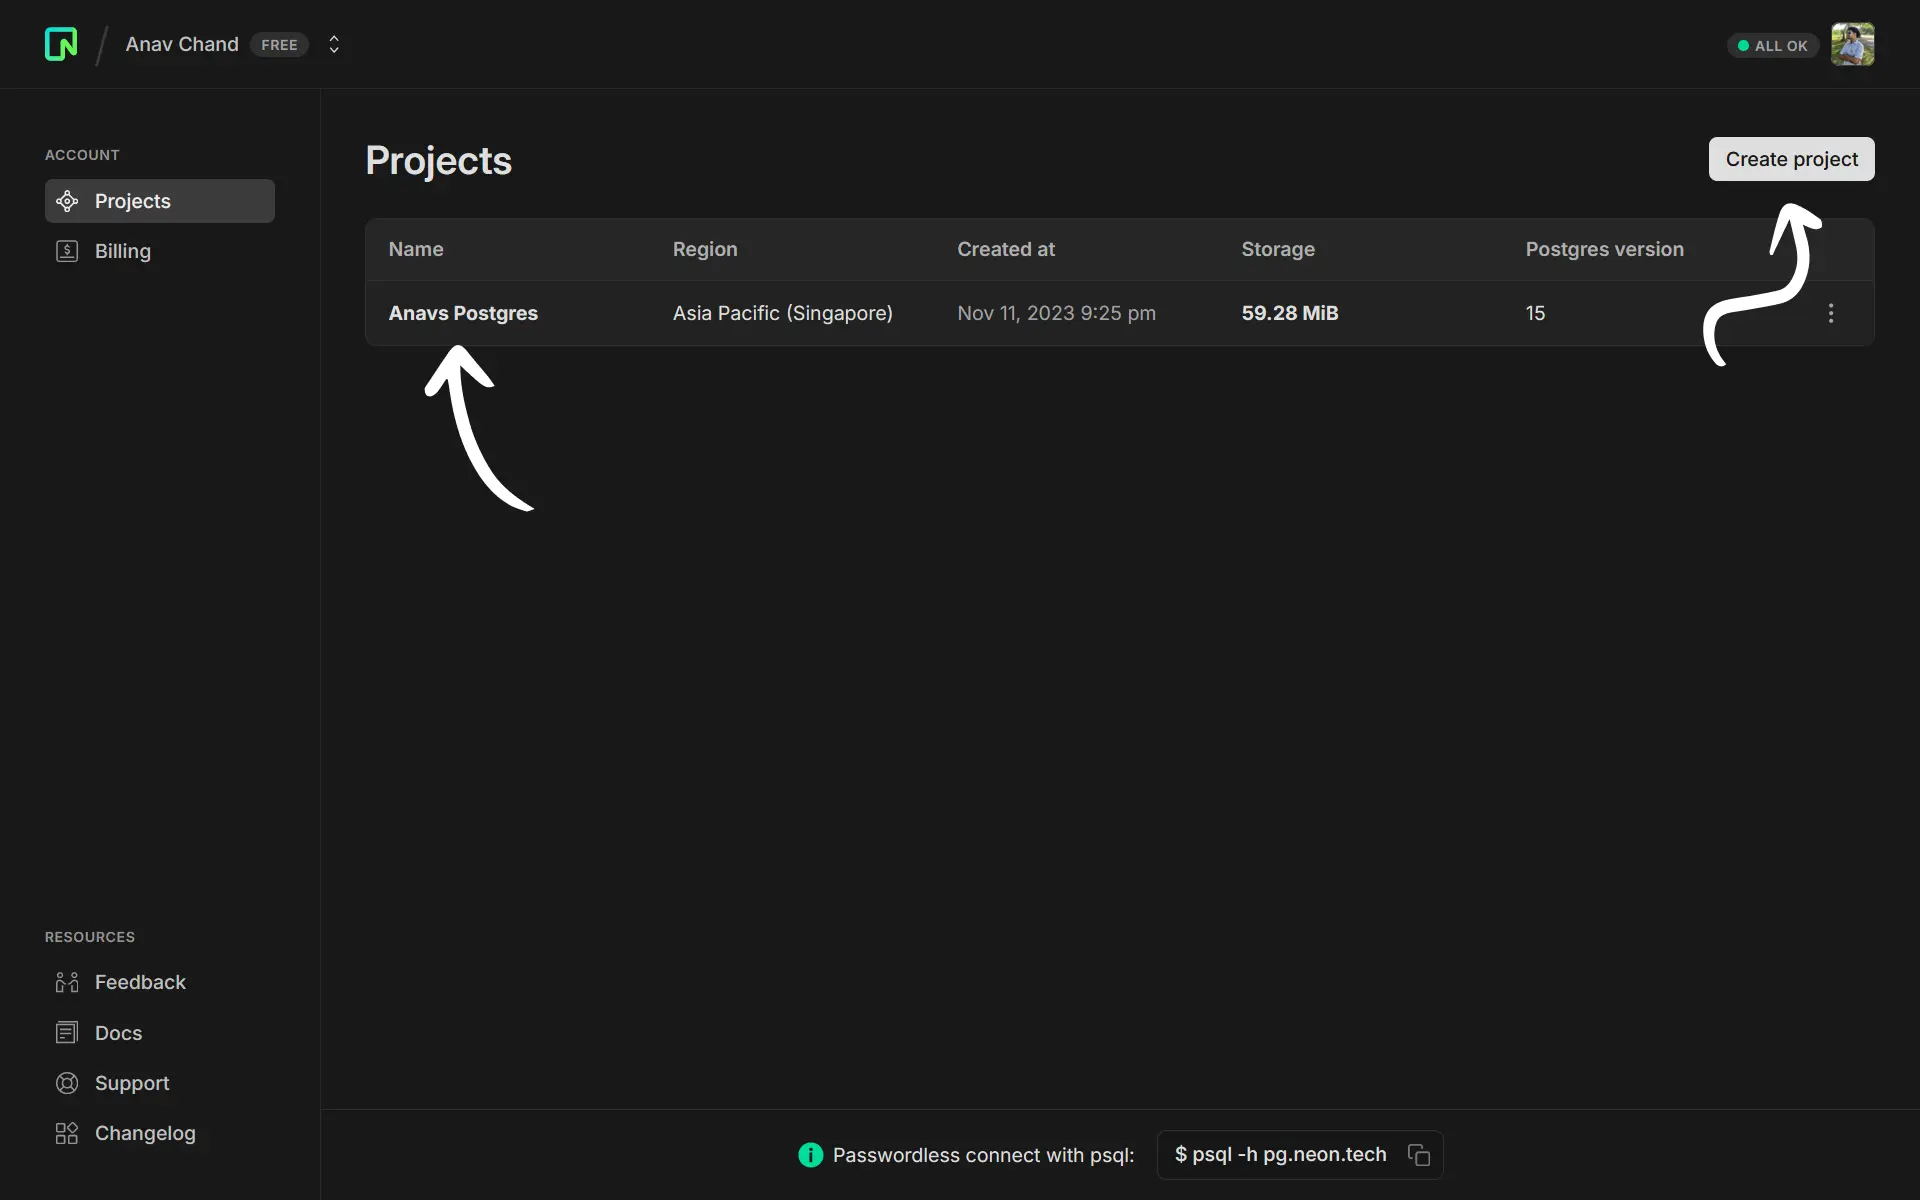 Anav Chand FREE
ALL OK
ACCOUNT
Projects
Billing
Projects
Create project
Name Region Created at Storage Postgres version
Anavs Postgres Asia Pacific (Singapore) Nov 11, 2023 9:25 pm 59.28 MiB 15
RESOURCES
Feedback
Docs
Support
Changelog
Passwordless connect with psql: $ psql -h pg.neon.tech